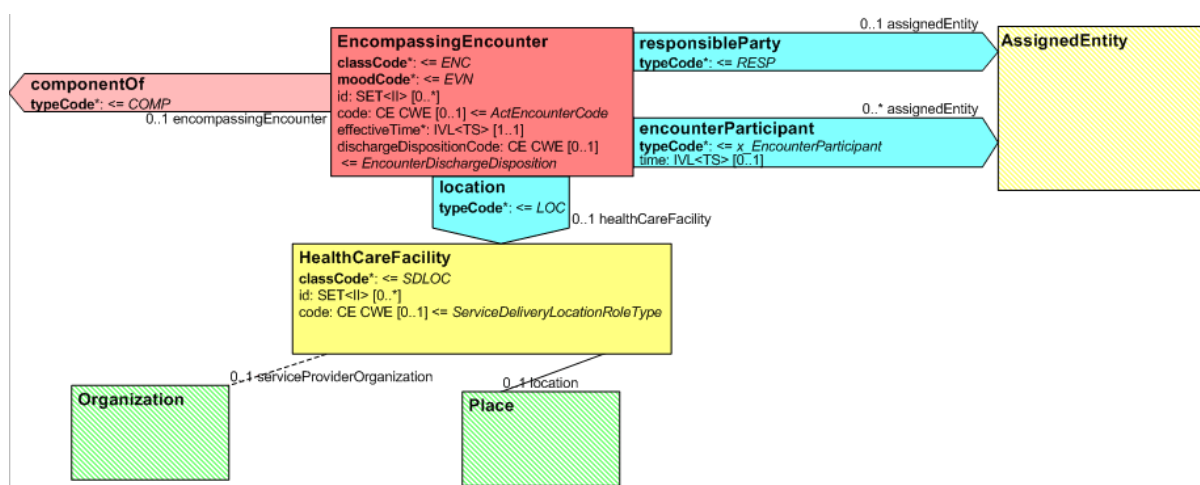 componentOf
typeCode*: <= COMP
0..1 encompassingEncounter
EncompassingEncounter
classCode*: <= ENC
moodCode*: <= EVN
id: SET<II> [0..*]
code: CE CWE [0..1] <= ActEncounterCode
effectiveTime*: IVL<TS> [1..1]
dischargeDispositionCode: CE CWE [0..1]
<= EncounterDischargeDisposition
0..1 assignedEntity
responsibleParty
typeCode*: <= RESP
0..* assignedEntity
encounterParticipant
typeCode*: <= x_EncounterParticipant
time: IVL<TS> [0..1]
AssignedEntity
location
typeCode*: <= LOC
0..1 healthCareFacility
HealthCareFacility
classCode*: <= SDLOC
id: SET<II> [0..*]
code: CE CWE [0..1] <= ServiceDeliveryLocationRoleType
0..1 serviceProviderOrganization
0..1 location
Organization
Place